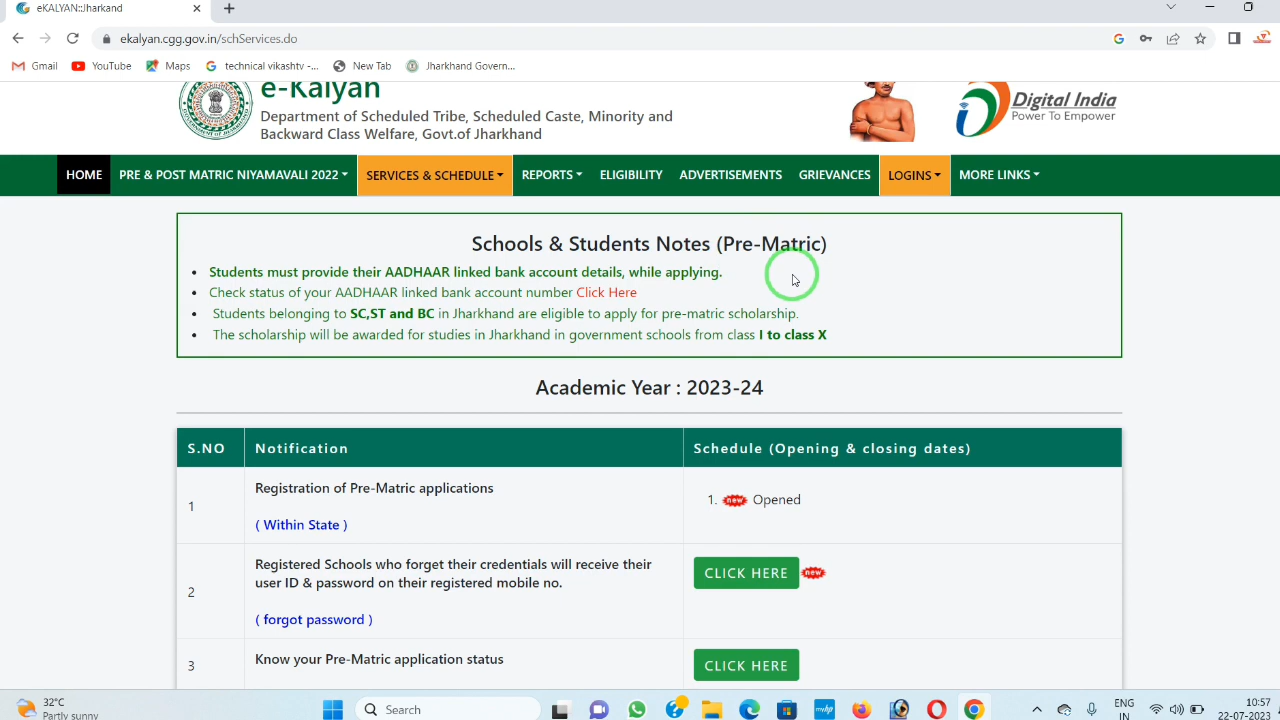 eKALYAN::Jharkhand
ekalyan.cgg.gov.in/schServices.do
Gmail YouTube Maps technical vikashtv -... New Tab Jharkhand Govern...
e-Kalyan
Department of Scheduled Tribe, Scheduled Caste, Minority and
Backward Class Welfare, Govt.of Jharkhand
Digital India
Power To Empower
HOME PRE & POST MATRIC NIYAMAVALI 2022 SERVICES & SCHEDULE REPORTS ELIGIBILITY ADVERTISEMENTS GRIEVANCES LOGINS MORE LINKS
Schools & Students Notes (Pre-Matric)
• Students must provide their AADHAAR linked bank account details, while applying.
• Check status of your AADHAAR linked bank account number Click Here
• Students belonging to SC,ST and BC in Jharkhand are eligible to apply for pre-matric scholarship.
• The scholarship will be awarded for studies in Jharkhand in government schools from class I to class X
Academic Year : 2023-24
S.NO Notification Schedule (Opening & closing dates)
1 Registration of Pre-Matric applications
( Within State )
1. new Opened
2 Registered Schools who forget their credentials will receive their
user ID & password on their registered mobile no.
( forgot password )
CLICK HERE new
3 Know your Pre-Matric application status
CLICK HERE
32°C
Partly sunny
Search
ENG
IN
10:57
22-07-2023